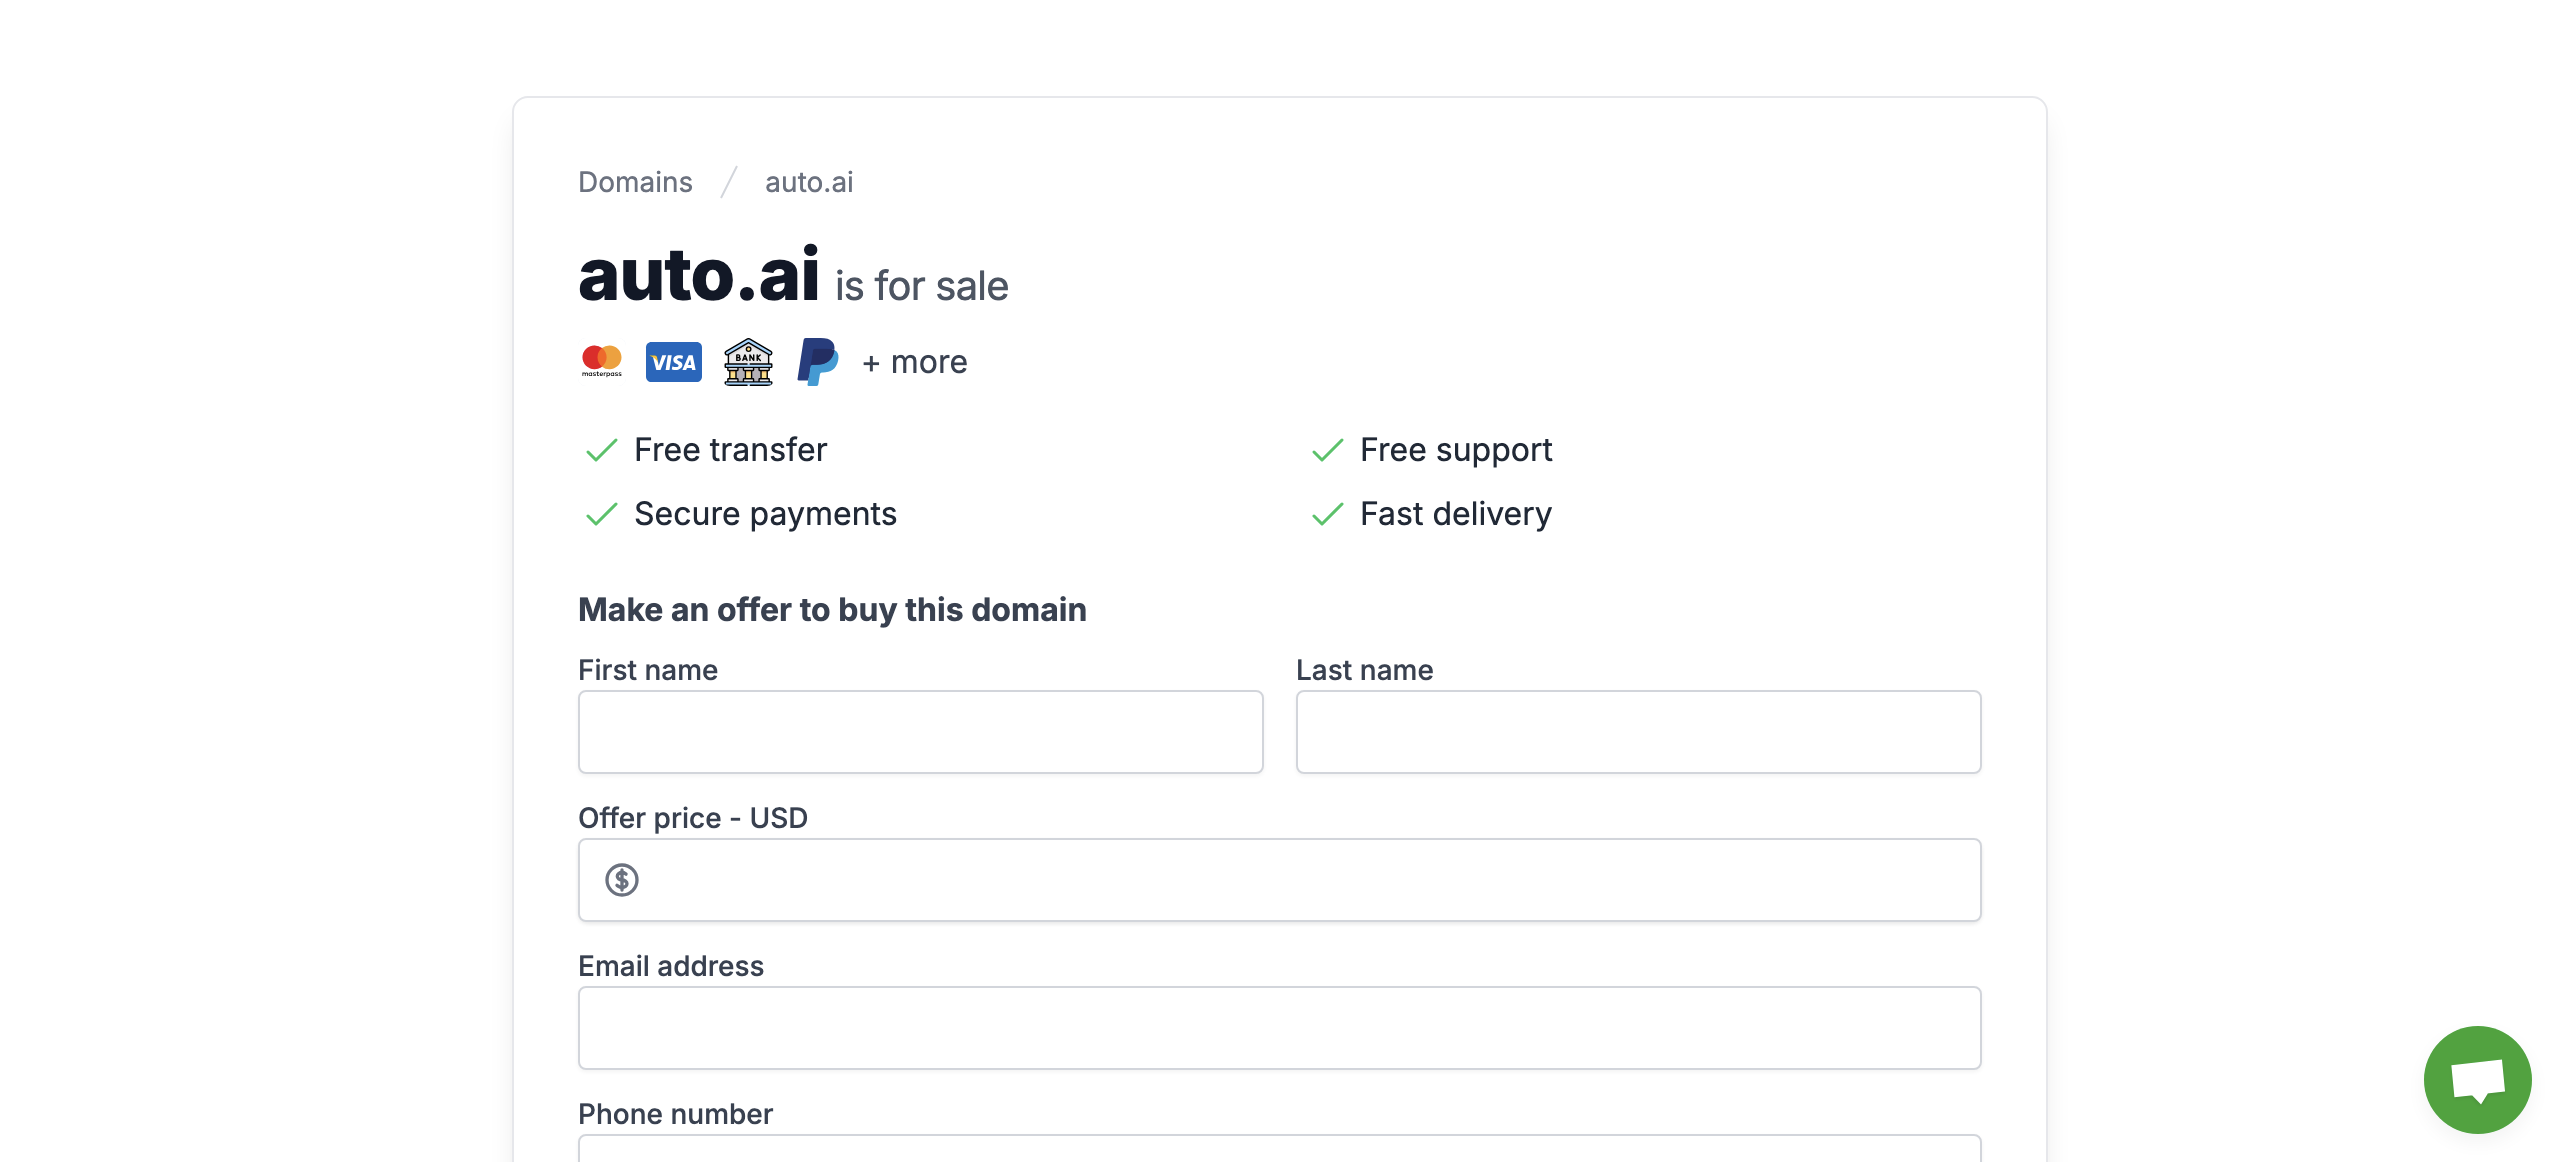 Domains / auto.ai
auto.ai is for sale
masterpass VISA BANK + more
Free transfer
Free support
Secure payments
Fast delivery
Make an offer to buy this domain
First name
Last name
Offer price - USD
$
Email address
Phone number